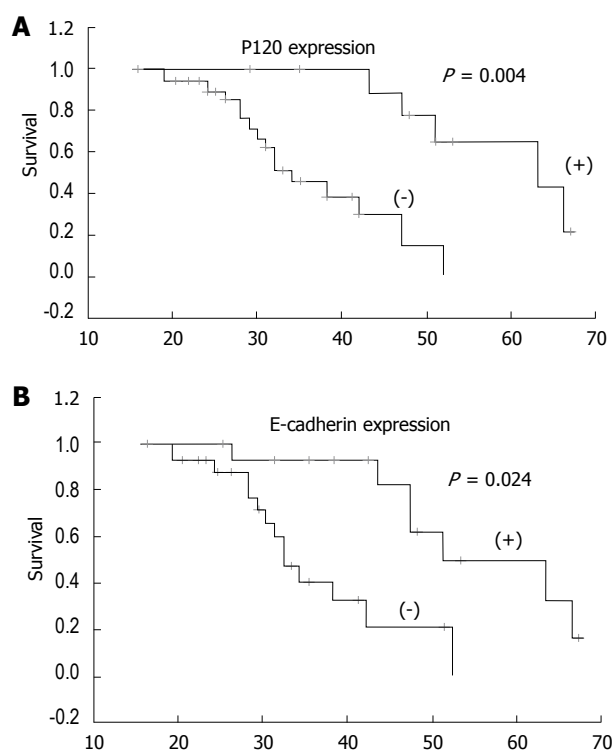 A
P120 expression
P = 0.004
1.2
1.0
0.8
0.6
0.4
0.2
0.0
-0.2
Survival
(+)
(-)
10 20 30 40 50 60 70
B
E-cadherin expression
P = 0.024
1.2
1.0
0.8
0.6
0.4
0.2
0.0
-0.2
Survival
(+)
(-)
10 20 30 40 50 60 70